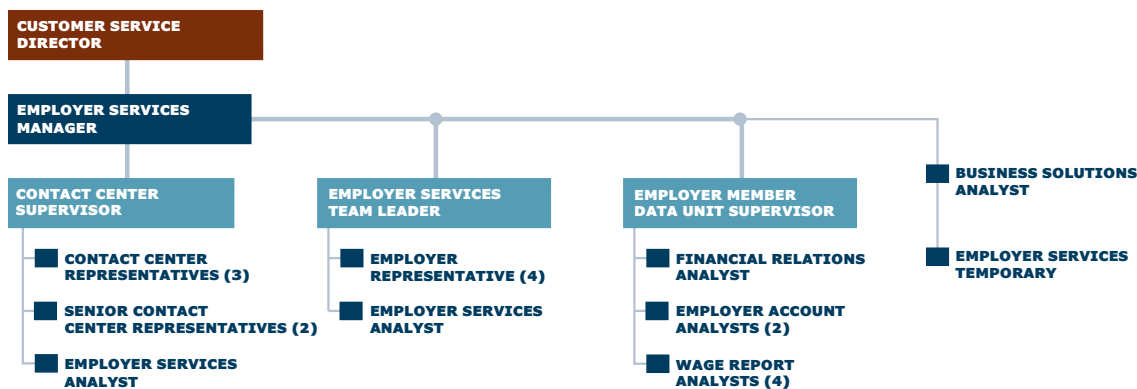 CUSTOMER SERVICE
DIRECTOR
EMPLOYER SERVICES
MANAGER
CONTACT CENTER
SUPERVISOR
CONTACT CENTER
REPRESENTATIVES (3)
SENIOR CONTACT
CENTER REPRESENTATIVES (2)
EMPLOYER SERVICES
ANALYST
EMPLOYER SERVICES
TEAM LEADER
EMPLOYER
REPRESENTATIVE (4)
EMPLOYER SERVICES
ANALYST
EMPLOYER MEMBER
DATA UNIT SUPERVISOR
FINANCIAL RELATIONS
ANALYST
EMPLOYER ACCOUNT
ANALYSTS (2)
WAGE REPORT
ANALYSTS (4)
BUSINESS SOLUTIONS
ANALYST
EMPLOYER SERVICES
TEMPORARY